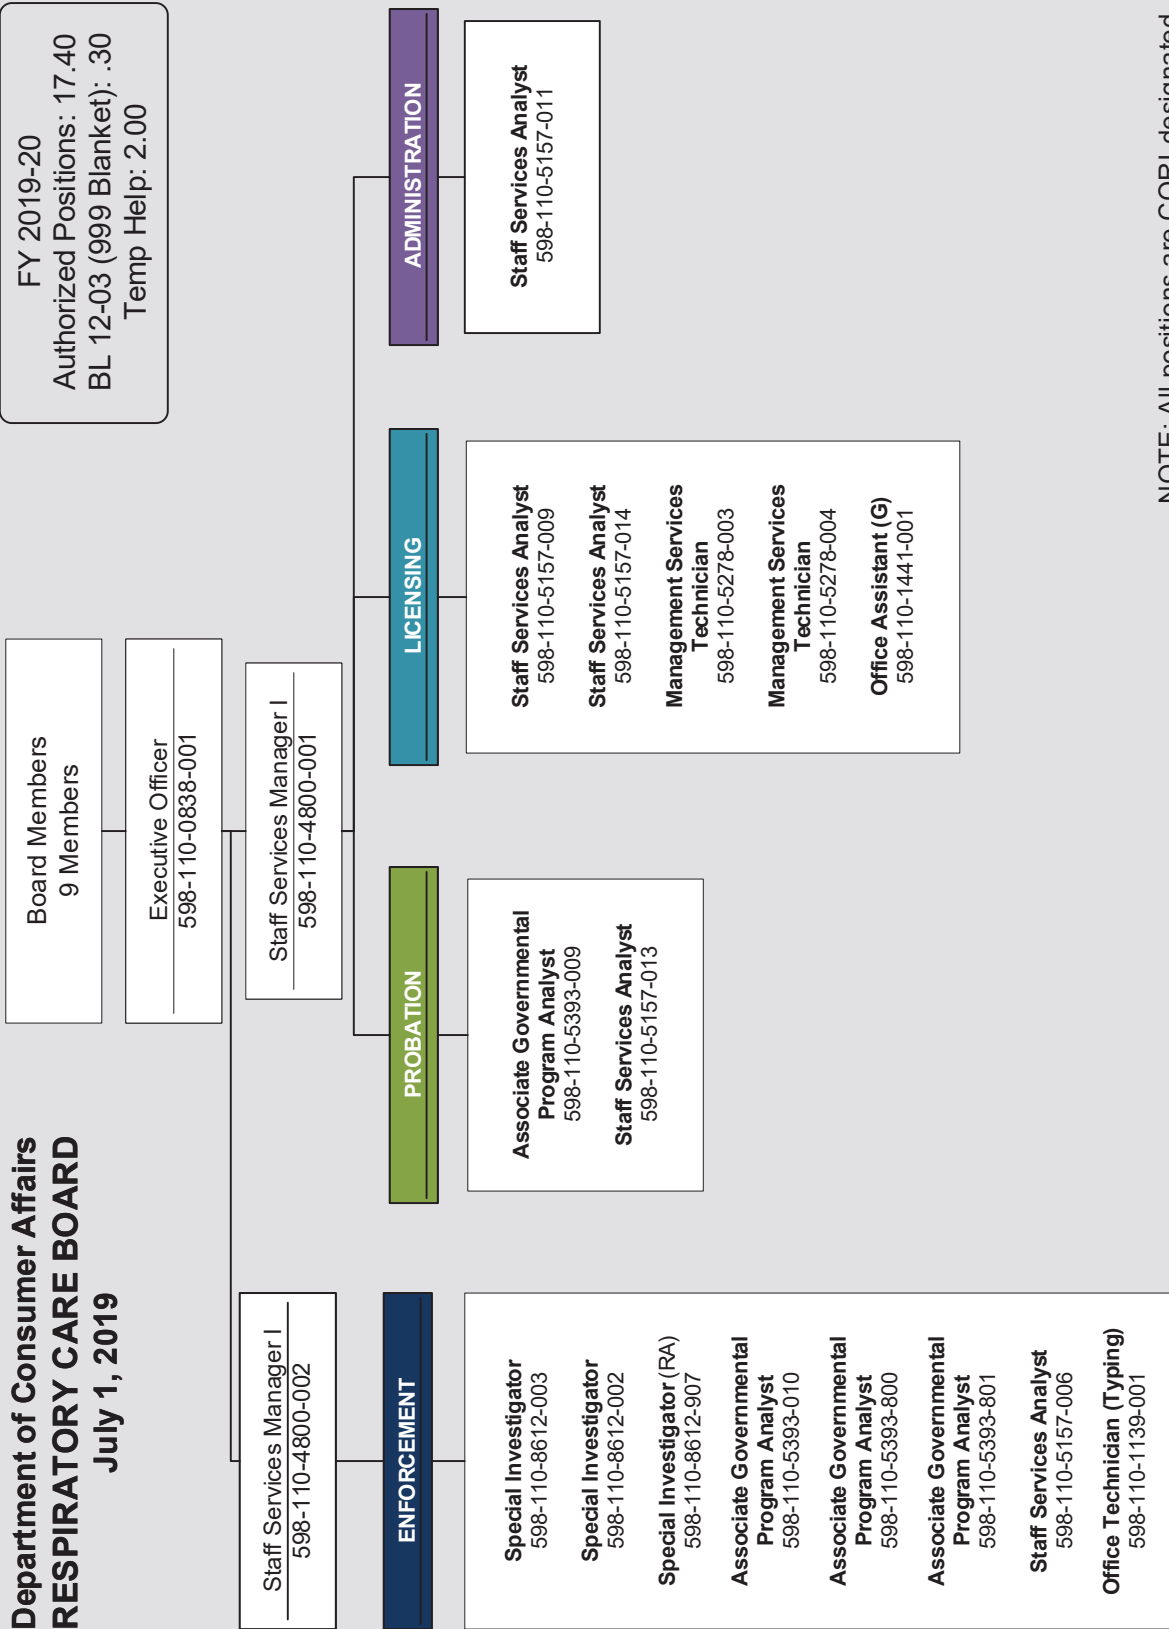 Department of Consumer Affairs
RESPIRATORY CARE BOARD
July 1, 2019
FY 2019-20
Authorized Positions: 17.40
BL 12-03 (999 Blanket): .30
Temp Help: 2.00
Board Members
9 Members
Executive Officer
598-110-0838-001
Staff Services Manager I
598-110-4800-002
Staff Services Manager I
598-110-4800-001
ENFORCEMENT
Special Investigator
598-110-8612-003
Special Investigator
598-110-8612-002
Special Investigator (RA)
598-110-8612-907
Associate Governmental
Program Analyst
598-110-5393-010
Associate Governmental
Program Analyst
598-110-5393-800
Associate Governmental
Program Analyst
598-110-5393-801
Staff Services Analyst
598-110-5157-006
Office Technician (Typing)
598-110-1139-001
PROBATION
Associate Governmental
Program Analyst
598-110-5393-009
Staff Services Analyst
598-110-5157-013
LICENSING
Staff Services Analyst
598-110-5157-009
Staff Services Analyst
598-110-5157-014
Management Services
Technician
598-110-5278-003
Management Services
Technician
598-110-5278-004
Office Assistant (G)
598-110-1441-001
ADMINISTRATION
Staff Services Analyst
598-110-5157-011
NOTE: All positions are CORI designated